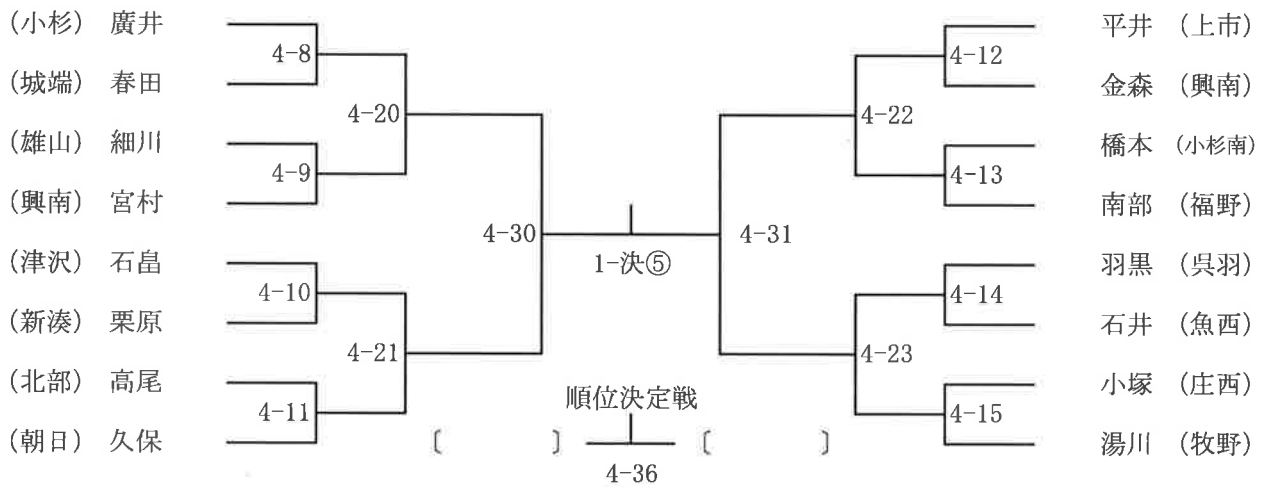 (小杉) 廣井
4-8
(城端) 春田
4-20
(雄山) 細川
4-9
(興南) 宮村
4-30
(津沢) 石畠
4-10
(新湊) 栗原
4-21
(北部) 高尾
4-11
(朝日) 久保
1-決⑤
順位決定戦
〔 〕 〔 〕
4-36
平井 (上市)
4-12
金森 (興南)
4-22
橋本 (小杉南)
4-13
南部 (福野)
4-31
羽黒 (呉羽)
4-14
石井 (魚西)
4-23
小塚 (庄西)
4-15
湯川 (牧野)